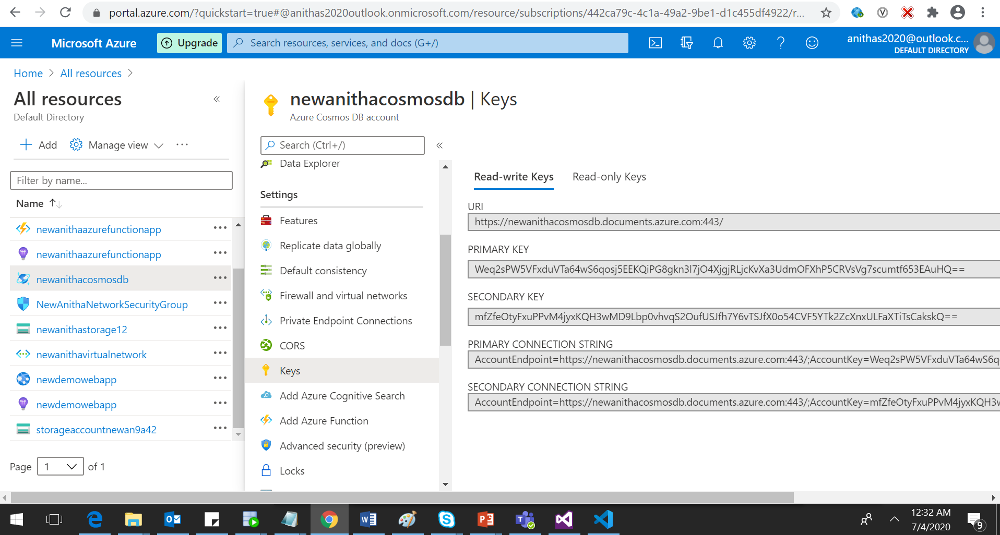 portal.azure.com/?quickstart=true#@anithas2020outlook.onmicrosoft.com/resource/subscriptions/442ca79c-4c1a-49a2-9be1-d1c455df4922/r...
Microsoft Azure
Upgrade
Search resources, services, and docs (G+/)
anithas2020@outlook.c...
DEFAULT DIRECTORY
Home > All resources >
All resources
Default Directory
Add
Manage view
Filter by name...
Name
newanithaazurefunctionapp
newanithaazurefunctionapp
newanithacosmosdb
NewAnithaNetworkSecurityGroup
newanithastorage12
newanithavirtualnetwork
newdemowebapp
newdemowebapp
storageaccountnewan9a42
Page 1 of 1
newanithacosmosdb | Keys
Azure Cosmos DB account
Search (Ctrl+/)
Data Explorer
Settings
Features
Replicate data globally
Default consistency
Firewall and virtual networks
Private Endpoint Connections
CORS
Keys
Add Azure Cognitive Search
Add Azure Function
Advanced security (preview)
Locks
Read-write Keys
Read-only Keys
URI
https://newanithacosmosdb.documents.azure.com:443/
PRIMARY KEY
Weq2sPW5VFxduVTa64wS6qosj5EEKQiPG8gkn3l7jO4XjgjRLjcKvXa3UdmOFXhP5CRVsVg7scumtf653EAuHQ==
SECONDARY KEY
mfZfeOtyFxuPPvM4jyxKQH3wMD9Lbp0vhvqS2OufUSJfh7Y6vTSJfX0o54CVF5YTk2ZcXnxULFaXTiTsCakskQ==
PRIMARY CONNECTION STRING
AccountEndpoint=https://newanithacosmosdb.documents.azure.com:443/;AccountKey=Weq2sPW5VFxduVTa64wS6q
SECONDARY CONNECTION STRING
AccountEndpoint=https://newanithacosmosdb.documents.azure.com:443/;AccountKey=mfZfeOtyFxuPPvM4jyxKQH3w
12:32 AM
7/4/2020
9